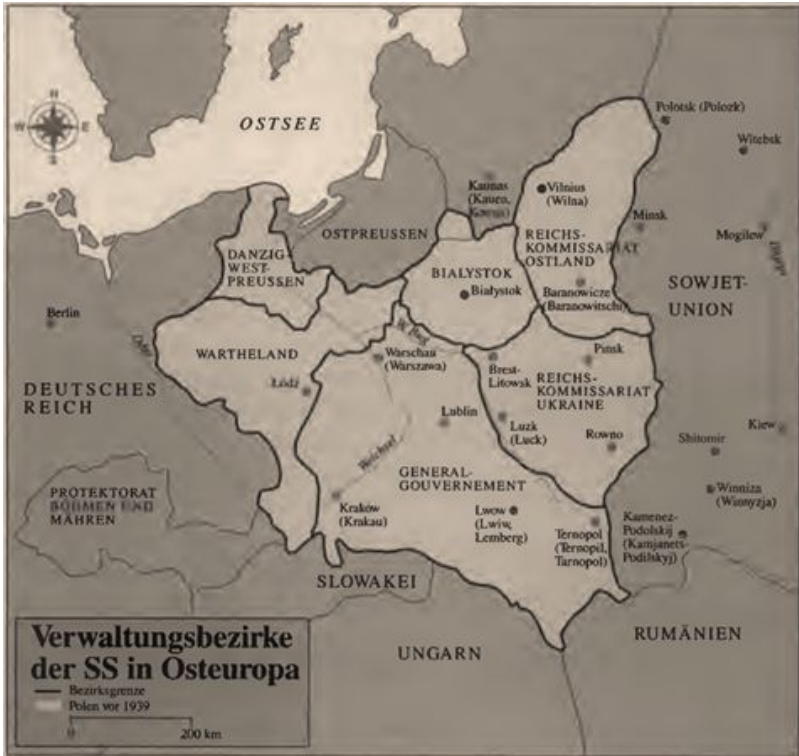 N
W
E
S
OSTSEE
Polotsk (Polozk)
Witebsk
Kaunas
(Kauen,
Vilnius
(Wilna)
Minsk
Mogilew
OSTPREUSSEN
DANZIG-
WEST-
PREUSSEN
REICHS-
KOMMISSARIAT
OSTLAND
BIALYSTOK
Białystok
Baranowicze
(Baranowitschi)
SOWJET-
UNION
Berlin
Oder
W. Bug
WARTHELAND
Warschau
(Warszawa)
Łódź
Brest-
Litowsk
Pinsk
REICHS-
KOMMISSARIAT
UKRAINE
DEUTSCHES
REICH
Lublin
Luzk
(Luck)
Rowno
Kiew
Shitomir
Weichsel
GENERAL-
GOUVERNEMENT
Winniza
(Winnyzja)
PROTEKTORAT
BÖHMEN UND
MÄHREN
Kraków
(Krakau)
Lwow
(Lwiw,
Lemberg)
Ternopol
(Ternopil,
Tarnopol)
Kamenez-
Podolskij
(Kamjanets-
Podilskyj)
SLOWAKEI
UNGARN
RUMÄNIEN
Verwaltungsbezirke
der SS in Osteuropa
Bezirksgrenze
Polen vor 1939
0
200 km